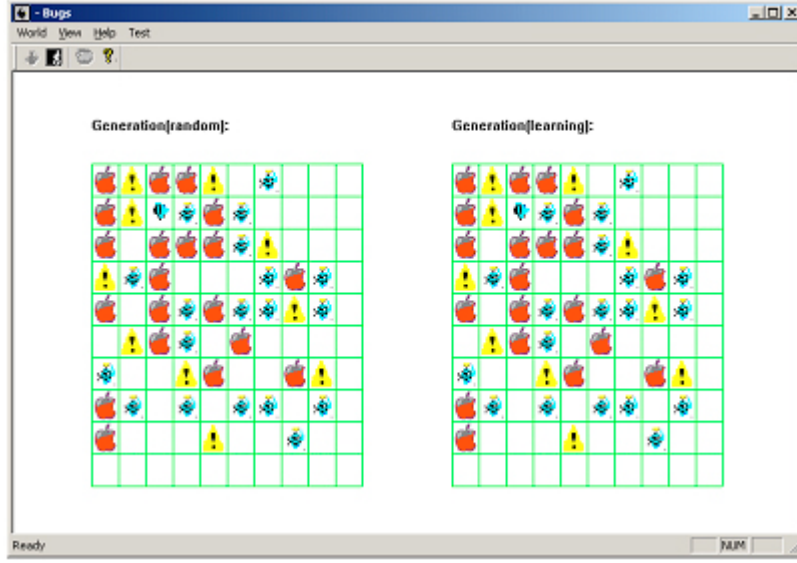 - Bugs
World View Help Test
Generation[random]: Generation[learning]:
Ready NUM